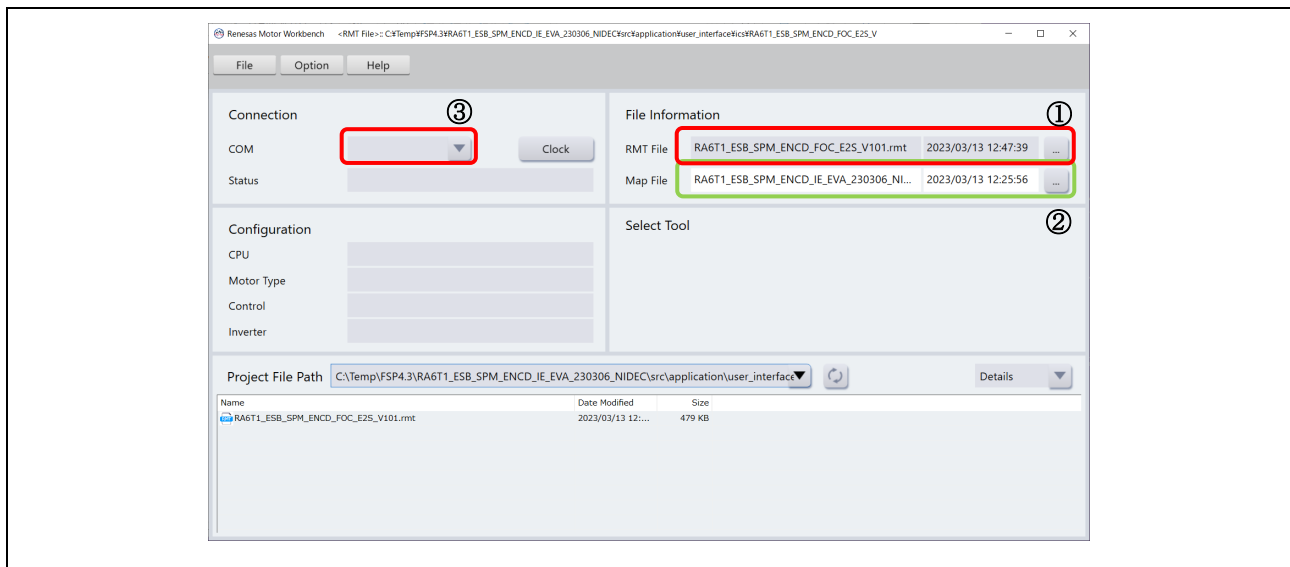 Renesas Motor Workbench <RMT File>:: C:¥Temp¥FSP4.3¥RA6T1_ESB_SPM_ENCD_IE_EVA_230306_NIDEC¥src¥application¥user_interface¥ics¥RA6T1_ESB_SPM_ENCD_FOC_E2S_V
File Option Help
Connection ③
COM Clock
Status
File Information ①
RMT File RA6T1_ESB_SPM_ENCD_FOC_E2S_V101.rmt 2023/03/13 12:47:39 ...
Map File RA6T1_ESB_SPM_ENCD_IE_EVA_230306_NI... 2023/03/13 12:25:56 ...
Configuration
CPU
Motor Type
Control
Inverter
Select Tool ②
Project File Path C:\Temp\FSP4.3\RA6T1_ESB_SPM_ENCD_IE_EVA_230306_NIDEC\src\application\user_interface Details
Name Date Modified Size
RA6T1_ESB_SPM_ENCD_FOC_E2S_V101.rmt 2023/03/13 12:... 479 KB